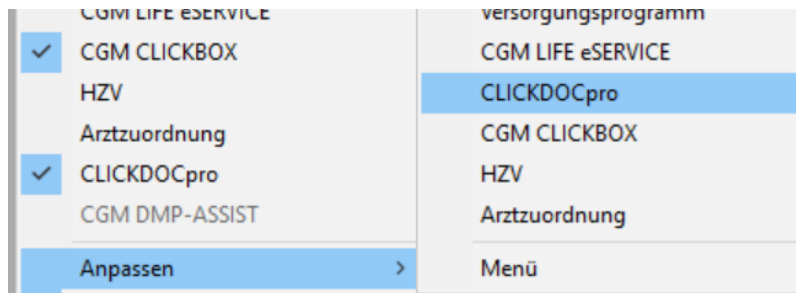 CGM LIFE eSERVICE
CGM CLICKBOX
HZV
Arztzuordnung
CLICKDOCpro
CGM DMP-ASSIST
Anpassen
Versorgungsprogramm
CGM LIFE eSERVICE
CLICKDOCpro
CGM CLICKBOX
HZV
Arztzuordnung
Menü